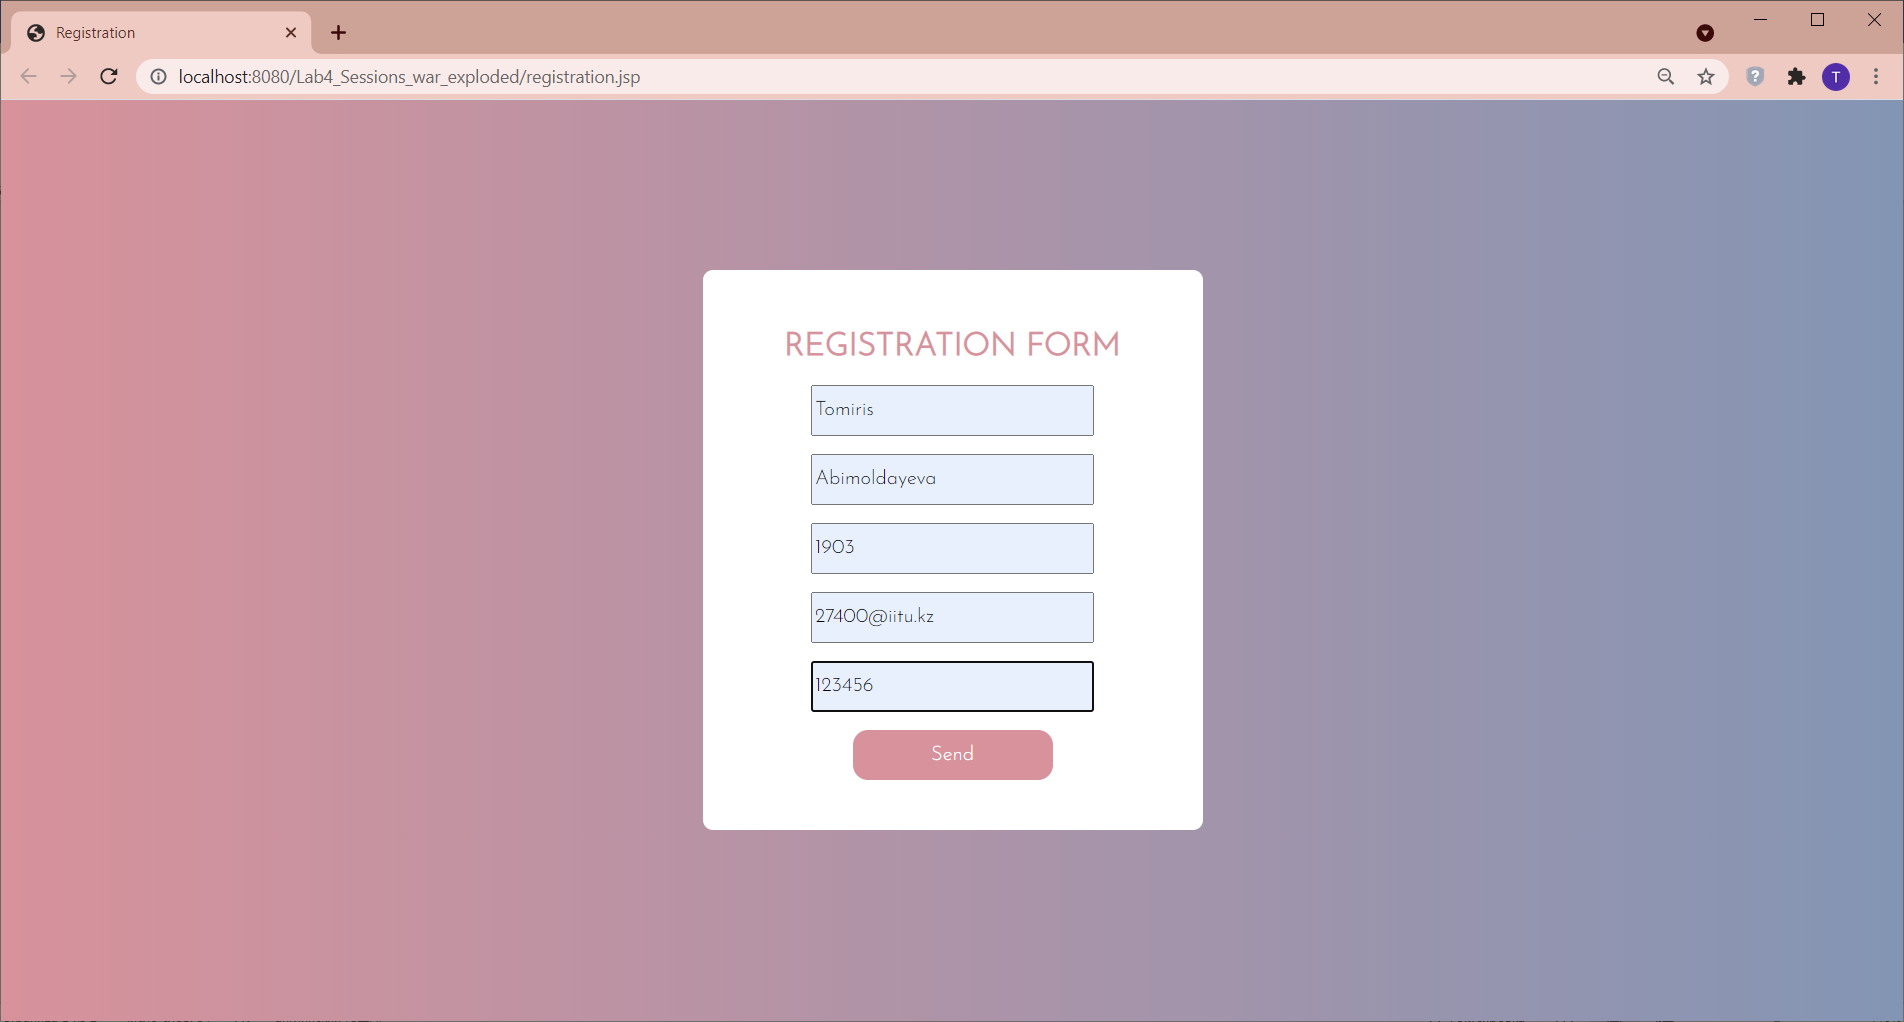 Registration
localhost:8080/Lab4_Sessions_war_exploded/registration.jsp
T
REGISTRATION FORM
Tomiris
Abimoldayeva
1903
27400@iitu.kz
123456
Send